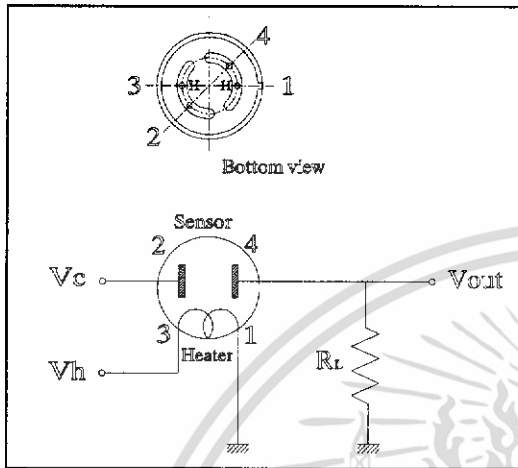 4
3 H H 1
2
Bottom view
Sensor
2 4
Vc Vout
3 1
Heater
Vh RL